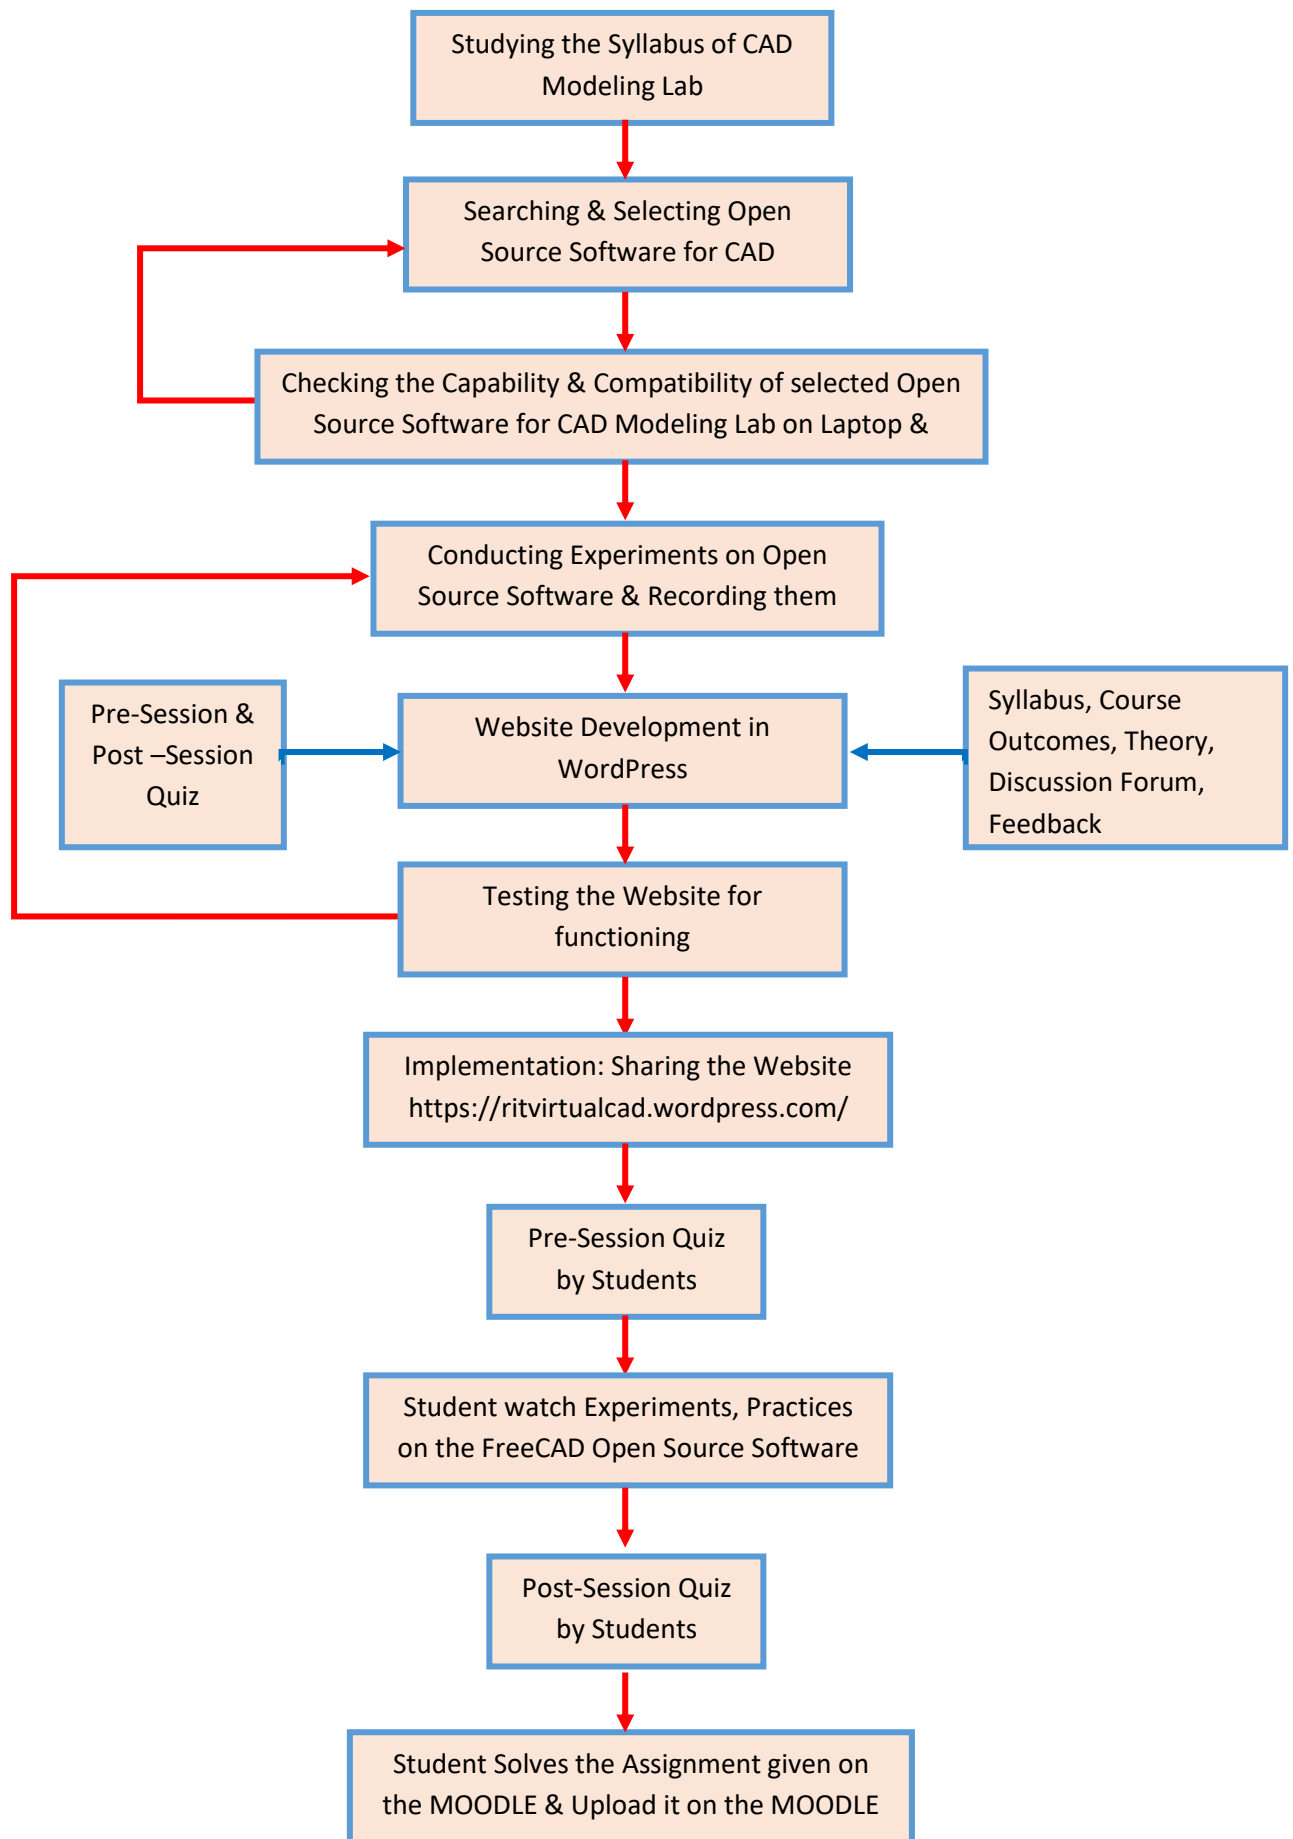 Studying the Syllabus of CAD
Modeling Lab
Searching & Selecting Open
Source Software for CAD
Checking the Capability & Compatibility of selected Open
Source Software for CAD Modeling Lab on Laptop &
Conducting Experiments on Open
Source Software & Recording them
Pre-Session &
Post –Session
Quiz
Website Development in
WordPress
Syllabus, Course
Outcomes, Theory,
Discussion Forum,
Feedback
Testing the Website for
functioning
Implementation: Sharing the Website
https://ritvirtualcad.wordpress.com/
Pre-Session Quiz
by Students
Student watch Experiments, Practices
on the FreeCAD Open Source Software
Post-Session Quiz
by Students
Student Solves the Assignment given on
the MOODLE & Upload it on the MOODLE